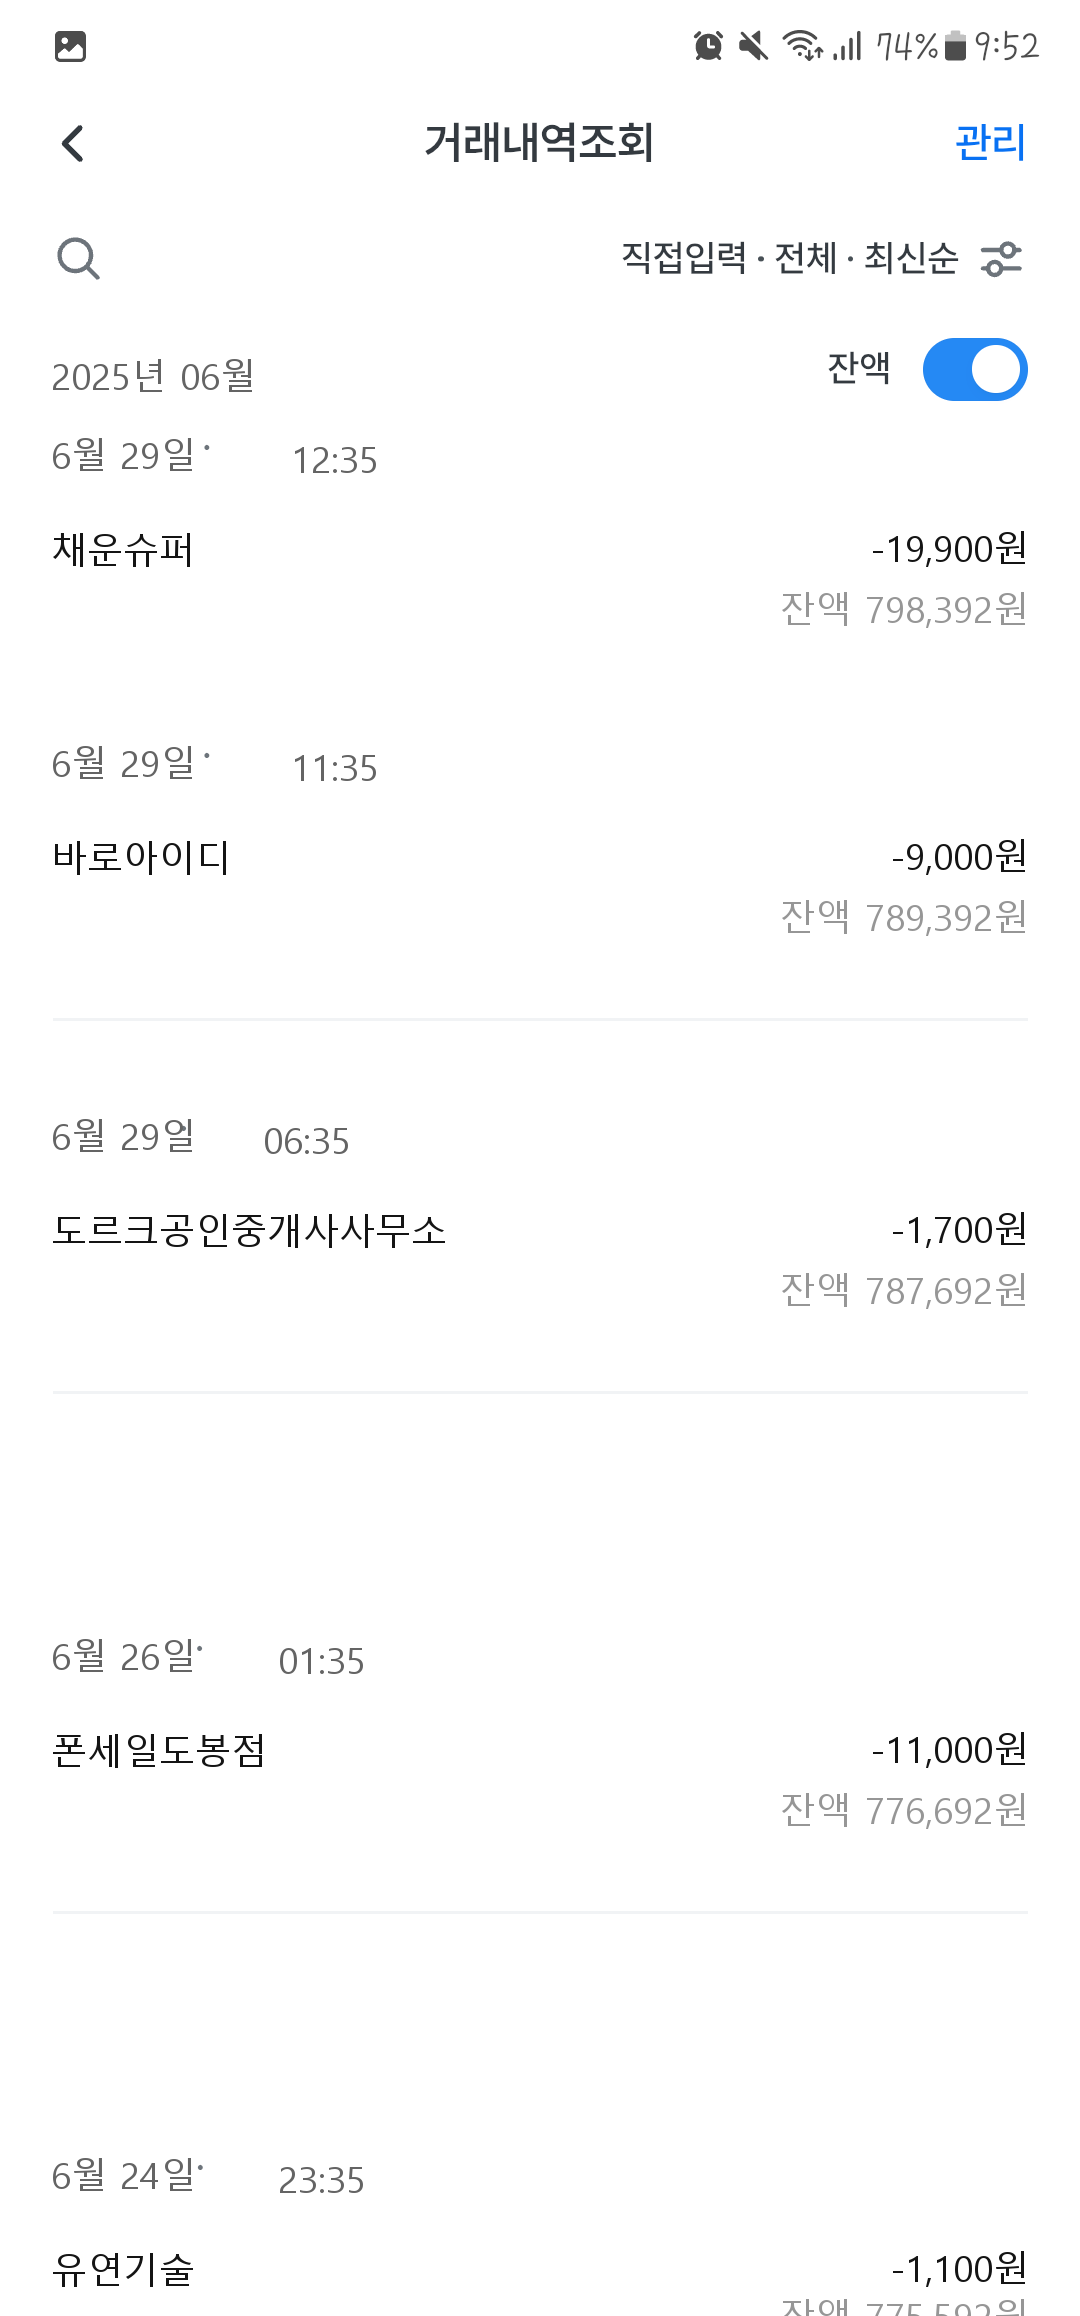 74% 9:52
거래내역조회 관리
직접입력 · 전체 · 최신순
2025년 06월 잔액
6월 29일 · 12:35
채운슈퍼 -19,900원
잔액 798,392원
6월 29일 · 11:35
바로아이디 -9,000원
잔액 789,392원
6월 29일 06:35
도르크공인중개사사무소 -1,700원
잔액 787,692원
6월 26일· 01:35
폰세일도봉점 -11,000원
잔액 776,692원
6월 24일· 23:35
유연기술 -1,100원
잔액 775,592원